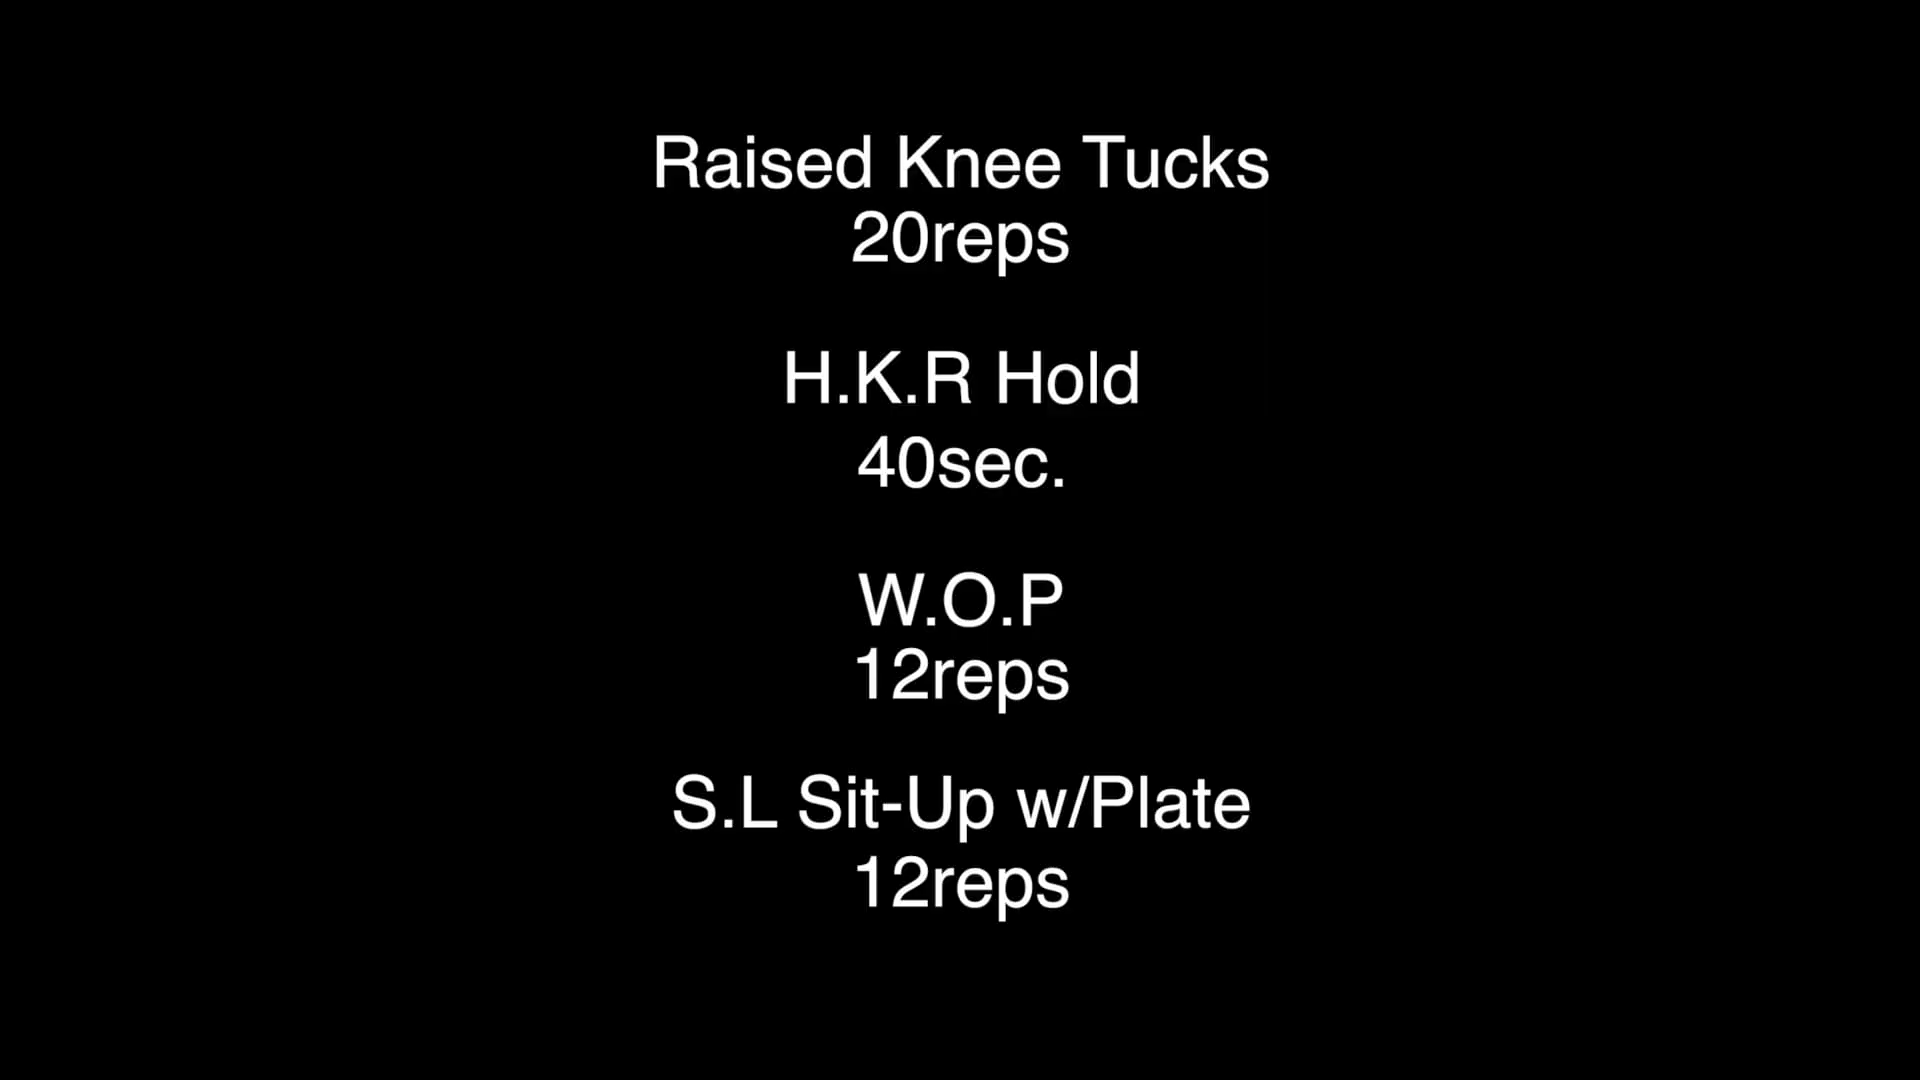 Raised Knee Tucks
20reps
H.K.R Hold
40sec.
W.O.P
12reps
S.L Sit-Up w/Plate
12reps